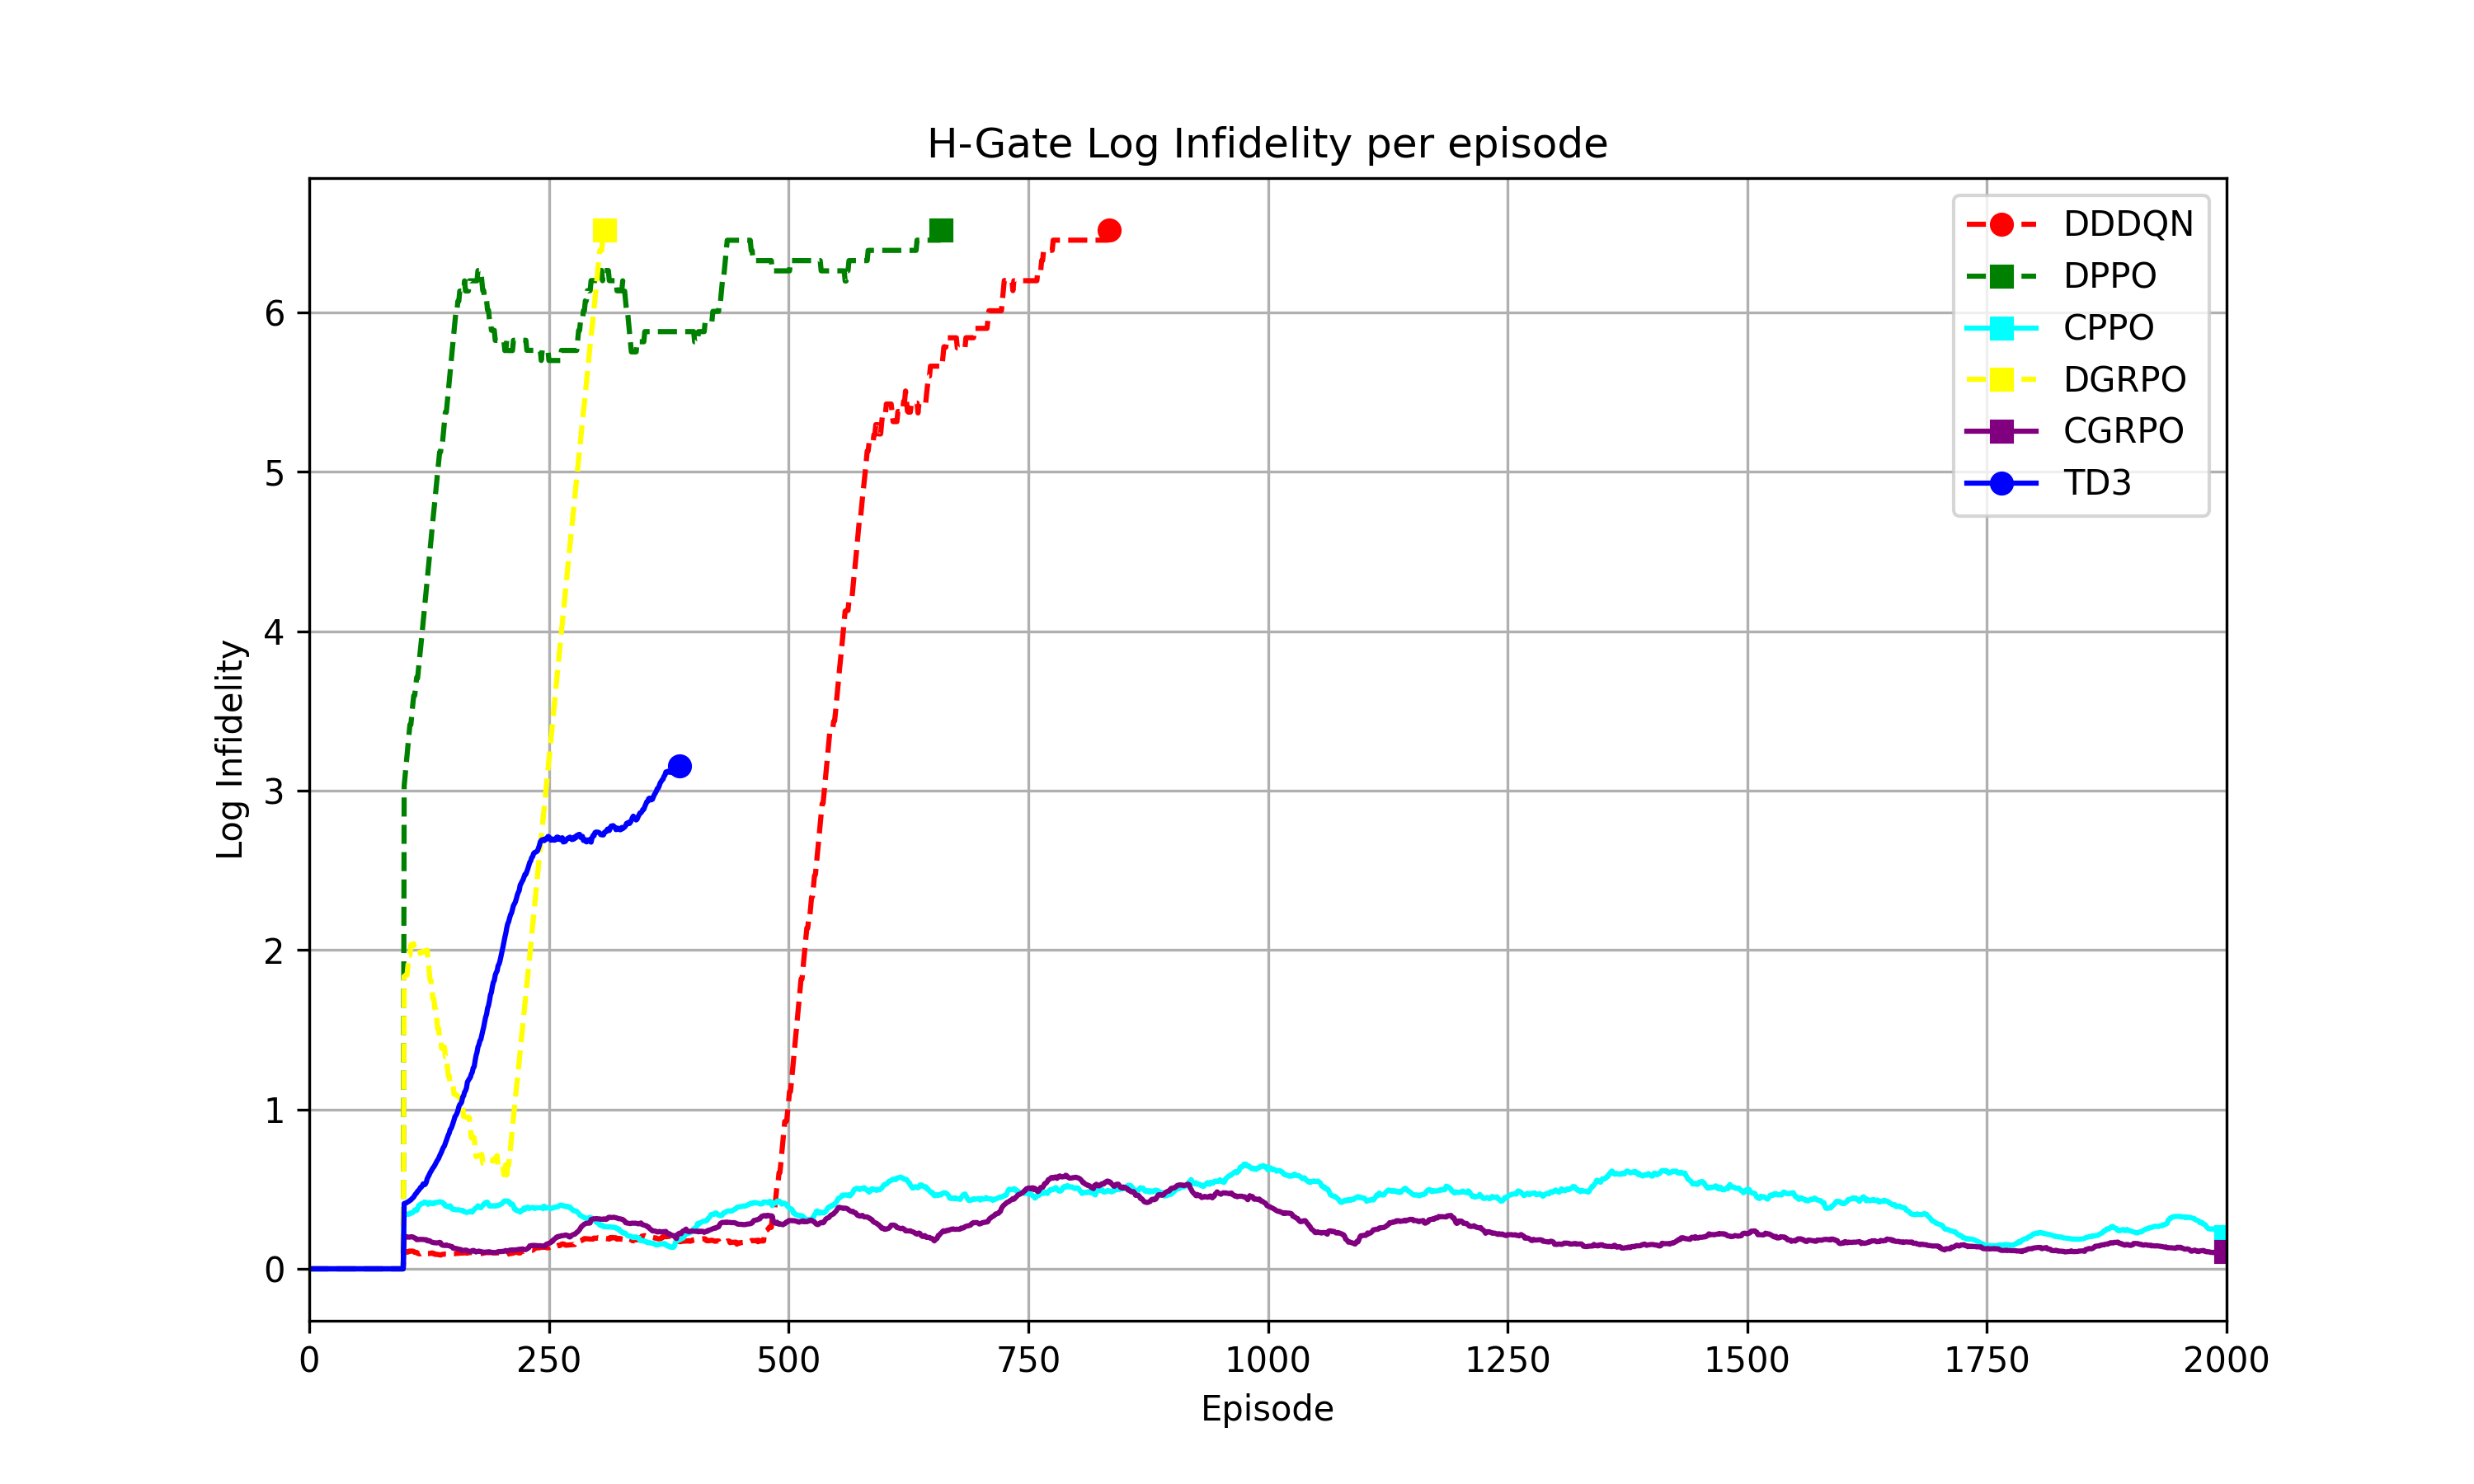 H-Gate Log Infidelity per episode
DDDQN
DPPO
CPPO
DGRPO
CGRPO
TD3
6
5
4
3
2
1
0
Log Infidelity
0 250 500 750 1000 1250 1500 1750 2000
Episode